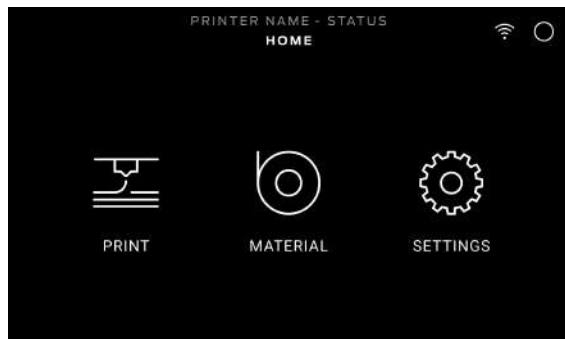 PRINTER NAME - STATUS
HOME
PRINT
MATERIAL
SETTINGS